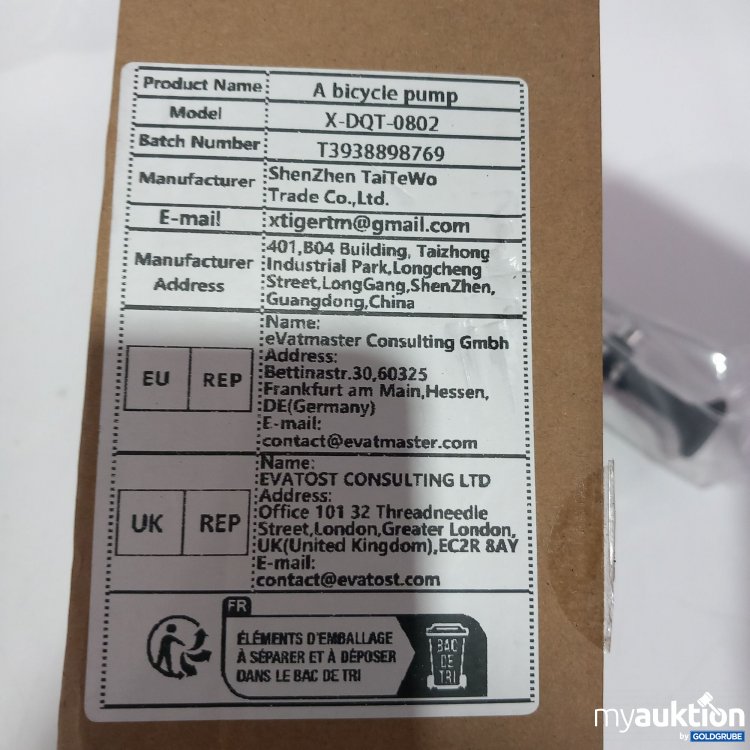 Product Name A bicycle pump
Model X-DQT-0802
Batch Number T3938898769
Manufacturer ShenZhen TaiTeWo
Trade Co.,Ltd.
E-mail xtigertm@gmail.com
Manufacturer Address
401,B04 Building, Taizhong
Industrial Park,Longcheng
Street,LongGang,ShenZhen,
Guangdong,China
EU REP
Name:
eVatmaster Consulting Gmbh
Address:
Bettinastr.30,60325
Frankfurt am Main,Hessen,
DE(Germany)
E-mail:
contact@evatmaster.com
UK REP
Name:
EVATOST CONSULTING LTD
Address:
Office 101 32 Threadneedle
Street,London,Greater London,
UK(United Kingdom),EC2R 8AY
E-mail:
contact@evatost.com
FR
ÉLÉMENTS D'EMBALLAGE
À SÉPARER ET À DÉPOSER
DANS LE BAC DE TRI
BAC
DE
TRI
myauktion
by GOLDGRUBE